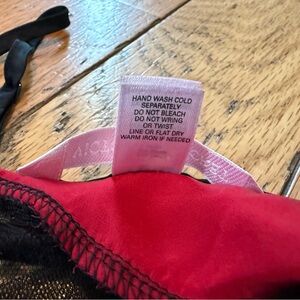 HAND WASH COLD
SEPARATELY
DO NOT BLEACH
DO NOT WRING
OR TWIST
LINE OR FLAT DRY
WARM IRON IF NEEDED